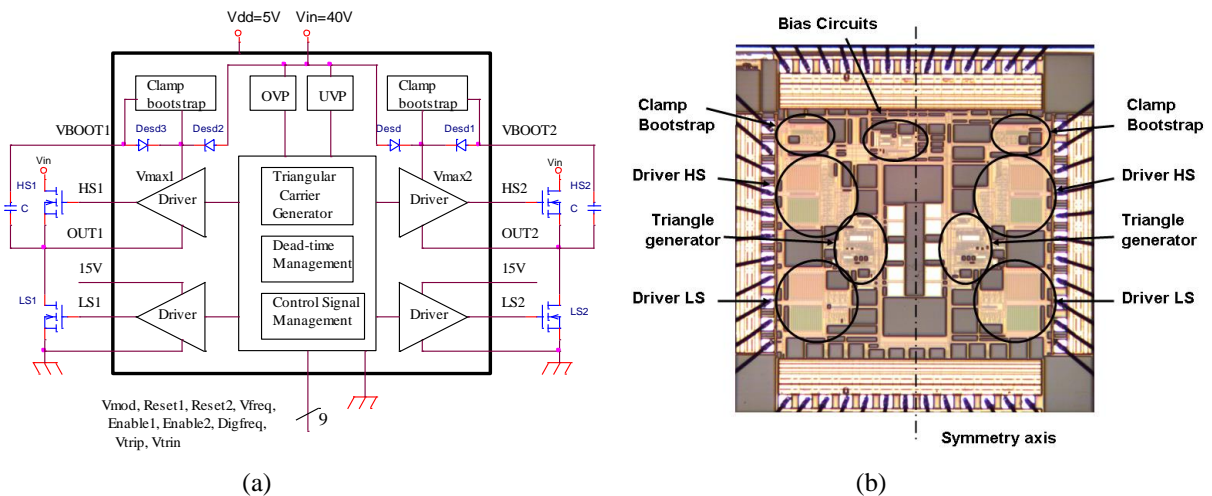 Vdd=5V Vin=40V
Clamp bootstrap
OVP
UVP
Clamp bootstrap
VBOOT1
Desd3
Desd2
Desd
Desd1
VBOOT2
Vin
Vmax1
Vmax2
Vin
HS1
HS1
Driver
Triangular
Carrier
Generator
Driver
HS2
HS2
C
C
OUT1
OUT2
Dead-time
Management
15V
15V
LS1
LS1
Driver
Control Signal
Management
Driver
LS2
LS2
Vmod, Reset1, Reset2, Vfreq,
Enable1, Enable2, Digfreq,
Vtrip, Vtrin
9
(a)
Bias Circuits
Clamp
Bootstrap
Clamp
Bootstrap
Driver HS
Driver HS
Triangle
generator
Triangle
generator
Driver LS
Driver LS
Symmetry axis
(b)